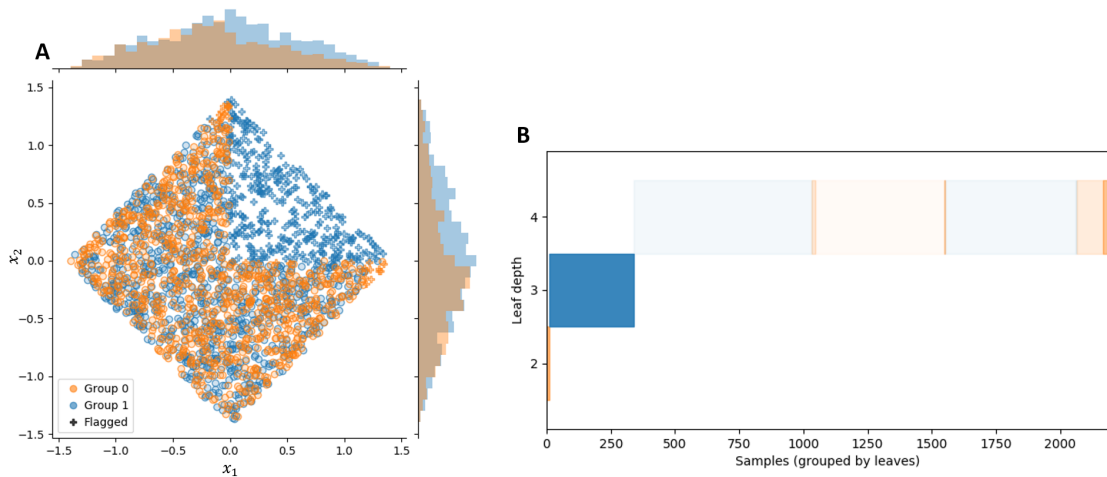 A
1.5
1.0
0.5
0.0
−0.5
−1.0
−1.5
x₂
Group 0
Group 1
Flagged
−1.5 −1.0 −0.5 0.0 0.5 1.0 1.5
x₁
B
4
3
2
Leaf depth
0 250 500 750 1000 1250 1500 1750 2000
Samples (grouped by leaves)